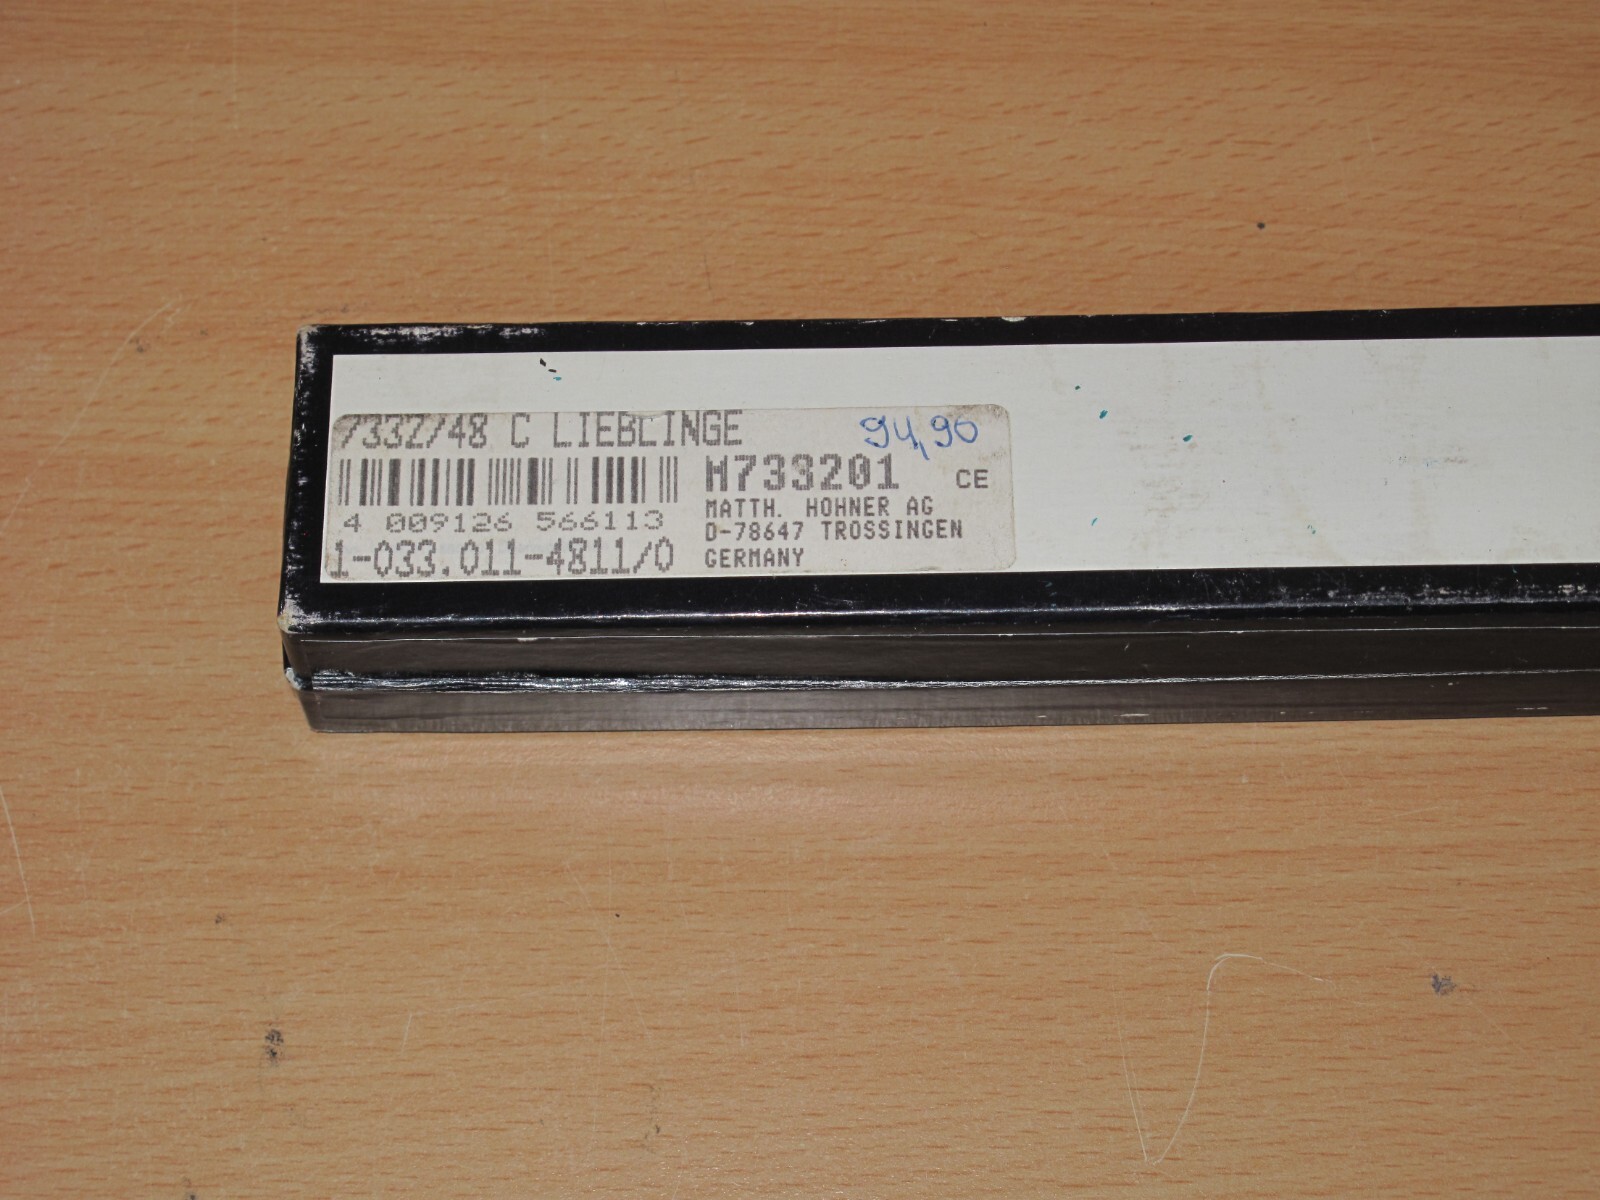 7332/48 C LIEBLINGE
94,90
M733201 CE
4 009126 566113
MATTH. HOHNER AG
D-78647 TROSSINGEN
1-033.011-4811/0
GERMANY